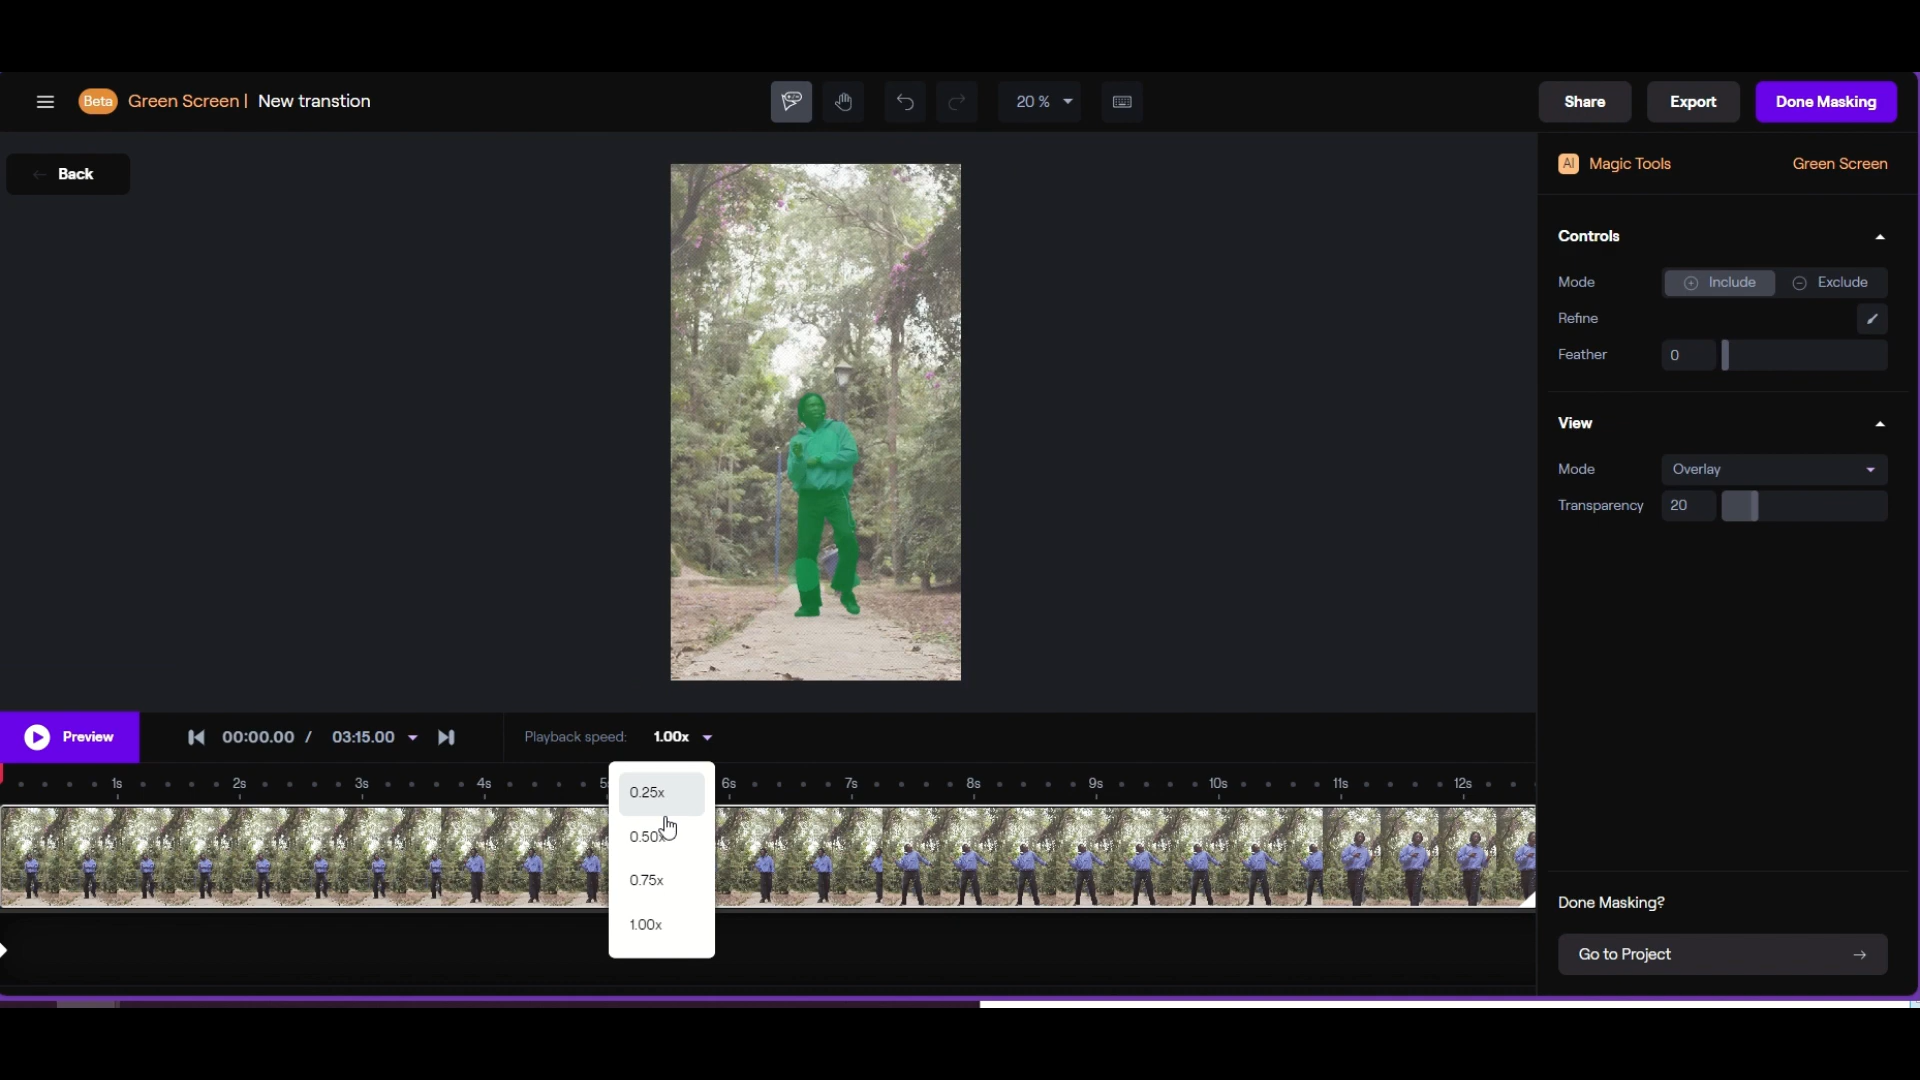 Beta Green Screen | New transtion
20 %
Share
Export
Done Masking
Back
AI Magic Tools
Green Screen
Controls
Mode
Include
Exclude
Refine
Feather
0
View
Mode
Overlay
Transparency
20
Preview
00:00.00 / 03:15.00
Playback speed: 1.00x
1s 2s 3s 4s 5s 6s 7s 8s 9s 10s 11s 12s
0.25x
0.50x
0.75x
1.00x
Done Masking?
Go to Project